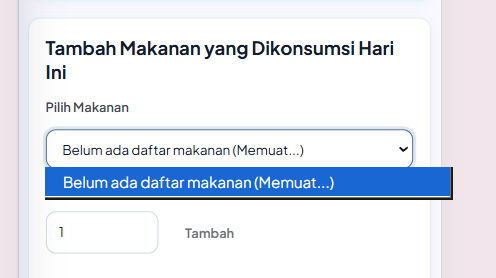 Tambah Makanan yang Dikonsumsi Hari
Ini
Pilih Makanan
Belum ada daftar makanan (Memuat...)
Belum ada daftar makanan (Memuat...)
1
Tambah